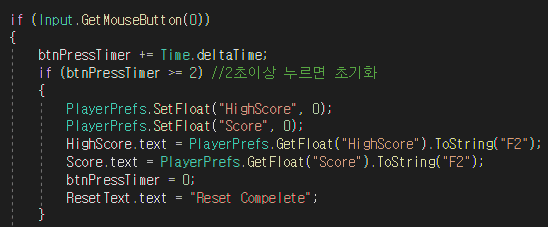 if (Input.GetMouseButton(0))
{
btnPressTimer += Time.deltaTime;
if (btnPressTimer >= 2) //2초이상 누르면 초기화
{
PlayerPrefs.SetFloat("HighScore", 0);
PlayerPrefs.SetFloat("Score", 0);
HighScore.text = PlayerPrefs.GetFloat("HighScore").ToString("F2");
Score.text = PlayerPrefs.GetFloat("Score").ToString("F2");
btnPressTimer = 0;
ResetText.text = "Reset Compelete";
}